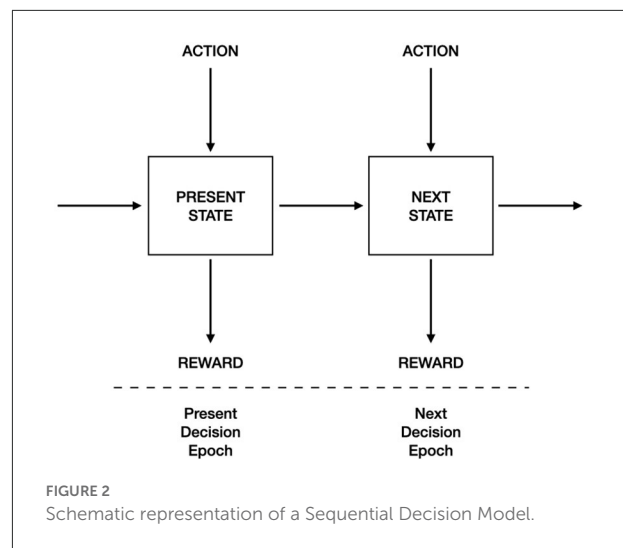 ACTION
ACTION
PRESENT
STATE
NEXT
STATE
REWARD
REWARD
Present
Decision
Epoch
Next
Decision
Epoch
FIGURE 2
Schematic representation of a Sequential Decision Model.